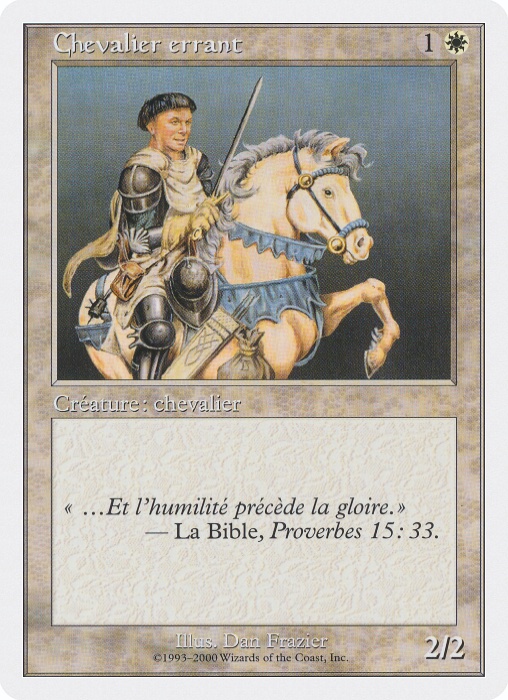 Chevalier errant 1
Créature : chevalier
« …Et l'humilité précède la gloire.»
— La Bible, Proverbes 15 : 33.
Illus. Dan Frazier
©1993–2000 Wizards of the Coast, Inc.
2/2